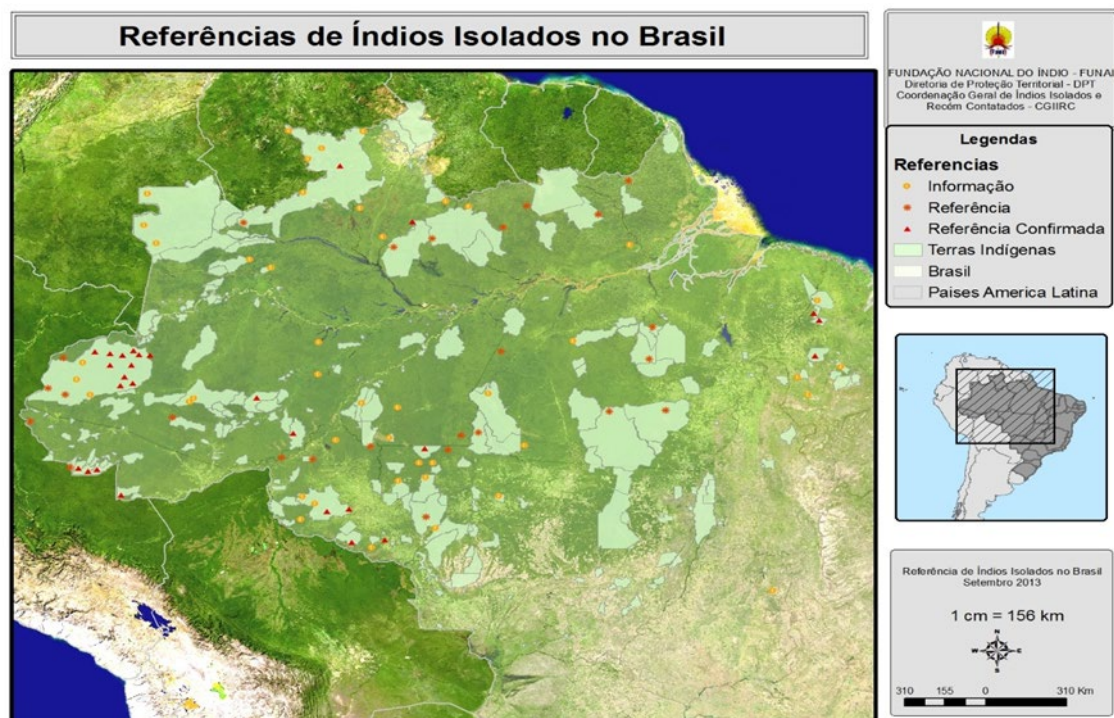 Referências de Índios Isolados no Brasil
FUNDAÇÃO NACIONAL DO ÍNDIO - FUNAI
Diretoria de Proteção Territorial - DPT
Coordenação Geral de Índios Isolados e
Recém Contatados - CGIIRC
Legendas
Referencias
Informação
Referência
Referência Confirmada
Terras Indígenas
Brasil
Paises America Latina
Referência de Índios Isolados no Brasil
Setembro 2013
1 cm = 156 km
N
W E
S
310 155 0 310 Km